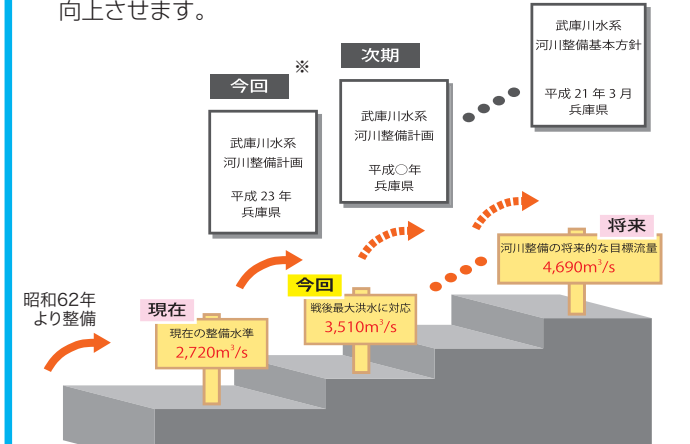 向上させます。
武庫川水系
河川整備基本方針
平成 21 年 3 月
兵庫県
次期
武庫川水系
河川整備計画
平成○年
兵庫県
※
今回
武庫川水系
河川整備計画
平成 23 年
兵庫県
将来
河川整備の将来的な目標流量
4,690m³/s
今回
戦後最大洪水に対応
3,510m³/s
現在
現在の整備水準
2,720m³/s
昭和62年
より整備